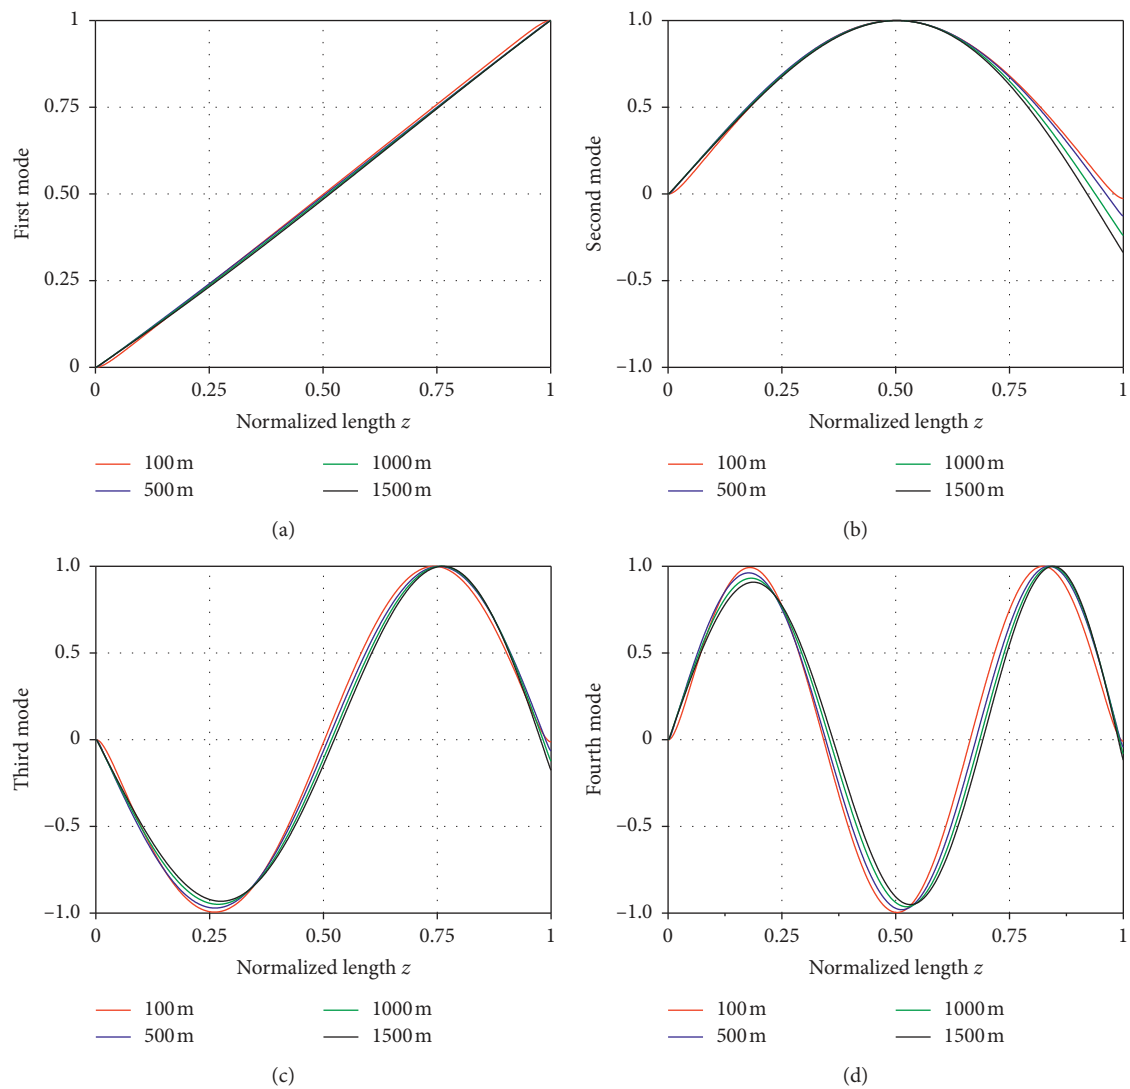 1
0.75
0.50
0.25
0
First mode
0 0.25 0.50 0.75 1
Normalized length z
100 m 1000 m
500 m 1500 m
(a)
1.0
0.5
0
−0.5
−1.0
Second mode
0 0.25 0.50 0.75 1
Normalized length z
100 m 1000 m
500 m 1500 m
(b)
1.0
0.5
0
−0.5
−1.0
Third mode
0 0.25 0.50 0.75 1
Normalized length z
100 m 1000 m
500 m 1500 m
(c)
1.0
0.5
0
−0.5
−1.0
Fourth mode
0 0.25 0.50 0.75 1
Normalized length z
100 m 1000 m
500 m 1500 m
(d)